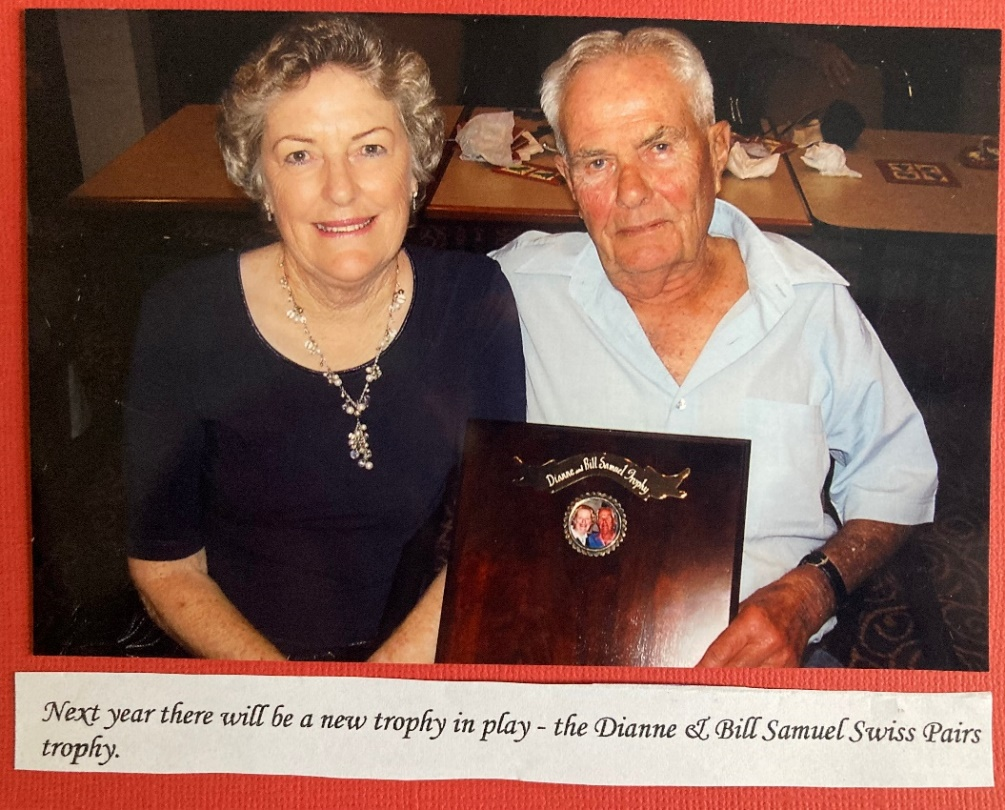 Dianne and Bill Samuel Trophy
Next year there will be a new trophy in play - the Dianne & Bill Samuel Swiss Pairs
trophy.